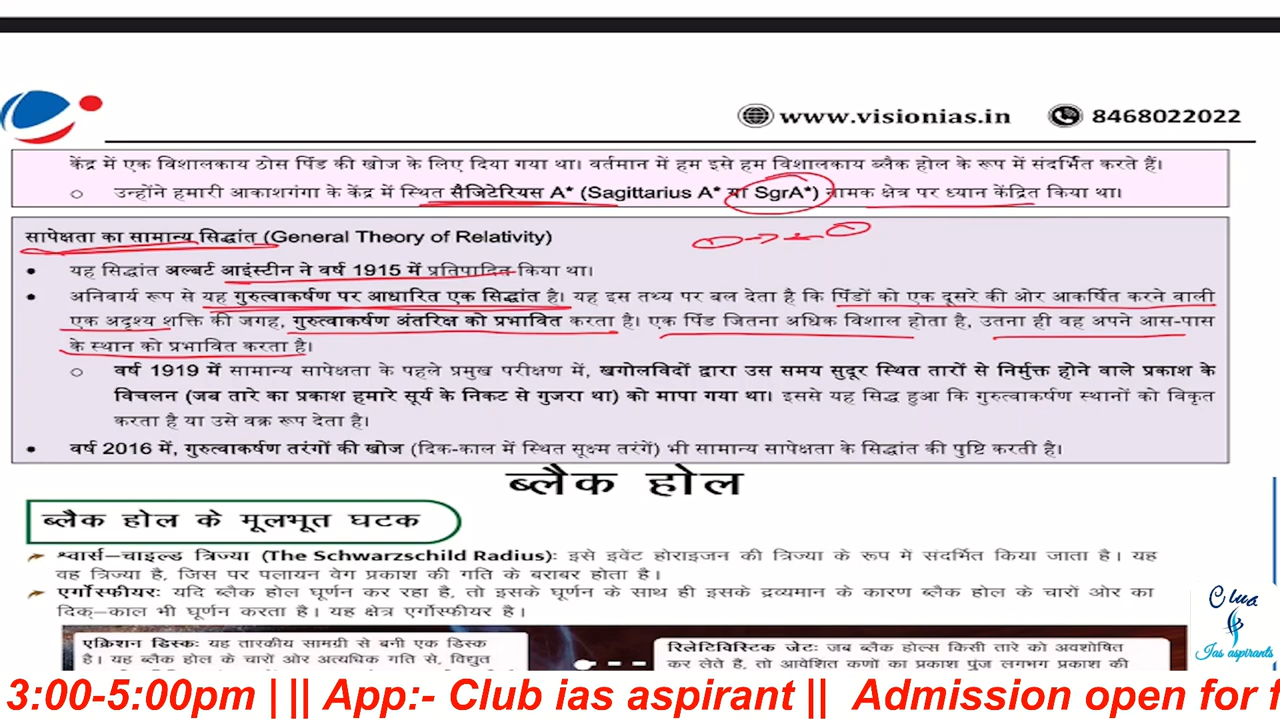 www.visionias.in 8468022022
केंद्र में एक विशालकाय ठोस पिंड की खोज के लिए दिया गया था। वर्तमान में हम इसे हम विशालकाय ब्लैक होल के रूप में संदर्भित करते हैं।
○ उन्होंने हमारी आकाशगंगा के केंद्र में स्थित सैजिटेरियस A* (Sagittarius A* या SgrA*) नामक क्षेत्र पर ध्यान केंद्रित किया था।
सापेक्षता का सामान्य सिद्धांत (General Theory of Relativity)
• यह सिद्धांत अल्बर्ट आइंस्टीन ने वर्ष 1915 में प्रतिपादित किया था।
• अनिवार्य रूप से यह गुरुत्वाकर्षण पर आधारित एक सिद्धांत है। यह इस तथ्य पर बल देता है कि पिंडों को एक दूसरे की ओर आकर्षित करने वाली
एक अदृश्य शक्ति की जगह, गुरुत्वाकर्षण अंतरिक्ष को प्रभावित करता है। एक पिंड जितना अधिक विशाल होता है, उतना ही वह अपने आस-पास
के स्थान को प्रभावित करता है।
○ वर्ष 1919 में सामान्य सापेक्षता के पहले प्रमुख परीक्षण में, खगोलविदों द्वारा उस समय सुदूर स्थित तारों से निर्मुक्त होने वाले प्रकाश के
विचलन (जब तारे का प्रकाश हमारे सूर्य के निकट से गुजरा था) को मापा गया था। इससे यह सिद्ध हुआ कि गुरुत्वाकर्षण स्थानों को विकृत
करता है या उसे वक्र रूप देता है।
• वर्ष 2016 में, गुरुत्वाकर्षण तरंगों की खोज (दिक-काल में स्थित सूक्ष्म तरंगें) भी सामान्य सापेक्षता के सिद्धांत की पुष्टि करती है।
ब्लैक होल
ब्लैक होल के मूलभूत घटक
श्वार्स–चाइल्ड त्रिज्या (The Schwarzschild Radius): इसे इवेंट होराइजन की त्रिज्या के रूप में संदर्भित किया जाता है। यह
वह त्रिज्या है, जिस पर पलायन वेग प्रकाश की गति के बराबर होता है।
एर्गोस्फीयर: यदि ब्लैक होल घूर्णन कर रहा है, तो इसके घूर्णन के साथ ही इसके द्रव्यमान के कारण ब्लैक होल के चारों ओर का
दिक्–काल भी घूर्णन करता है। यह क्षेत्र एर्गोस्फीयर है।
एक्रिशन डिस्क: यह तारकीय सामग्री से बनी एक डिस्क
है। यह ब्लैक होल के चारों ओर अत्यधिक गति से, विद्युत
रिलेटिविस्टिक जेट: जब ब्लैक होल्स किसी तारे को अवशोषित
कर लेते हैं, तो आवेशित कणों का प्रकाश पुंज लगभग प्रकाश की
Club
Ias aspirants
3:00-5:00pm | || App:- Club ias aspirant || Admission open for f